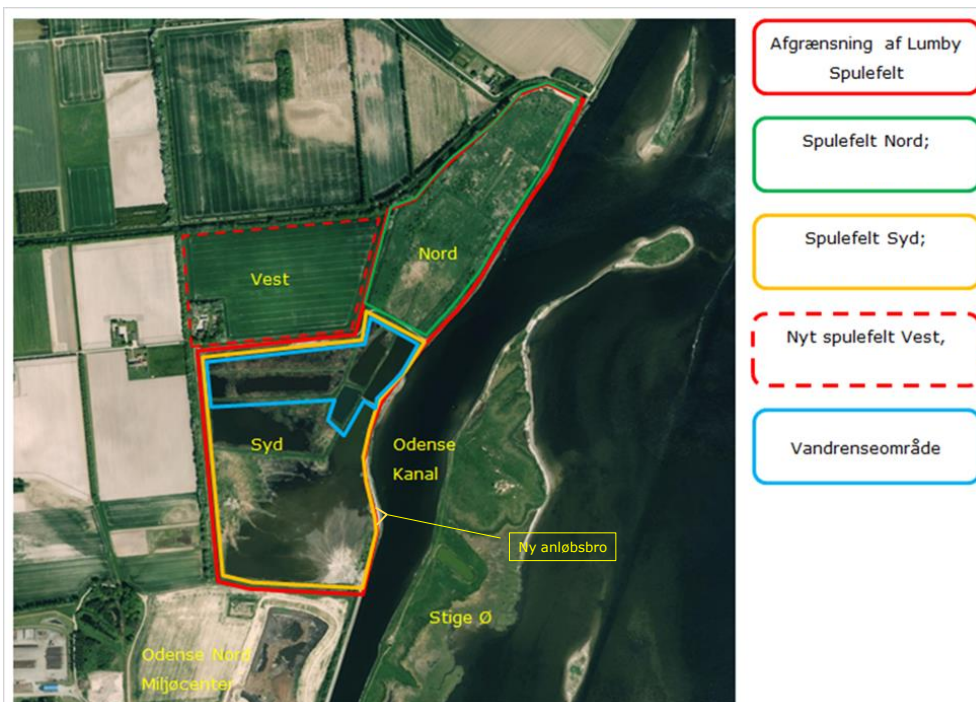 Nord
Vest
Syd
Odense
Kanal
Ny anløbsbro
Stige Ø
Odense Nord
Miljøcenter
Afgrænsning af Lumby
Spulefelt
Spulefelt Nord;
Spulefelt Syd;
Nyt spulefelt Vest,
Vandrenseområde